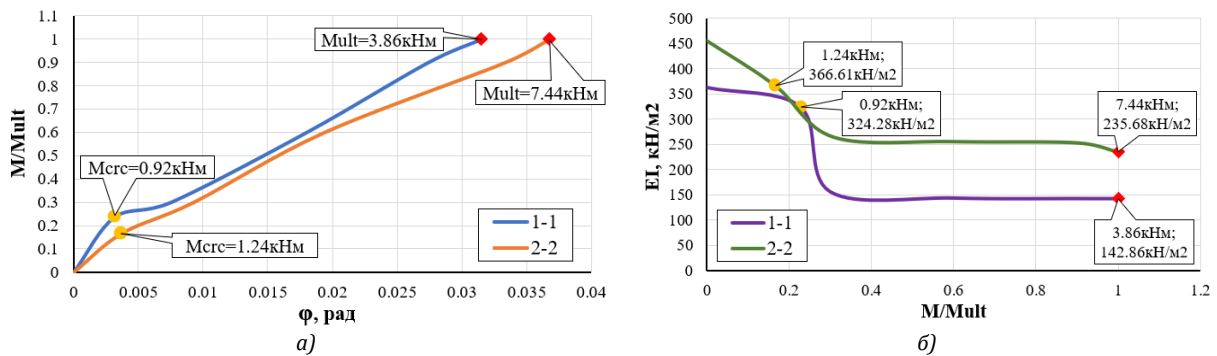 1.1
1
0.9
0.8
0.7
0.6
0.5
0.4
0.3
0.2
0.1
0
M/Mult
Mult=3.86кНм
Mult=7.44кНм
Mcrc=0.92кНм
Mcrc=1.24кНм
1-1
2-2
0 0.005 0.01 0.015 0.02 0.025 0.03 0.035 0.04
φ, рад
а)
500
450
400
350
300
250
200
150
100
50
0
EI, кН/м2
1.24кНм;
366.61кН/м2
0.92кНм;
324.28кН/м2
7.44кНм;
235.68кН/м2
3.86кНм;
142.86кН/м2
1-1
2-2
0 0.2 0.4 0.6 0.8 1 1.2
M/Mult
б)